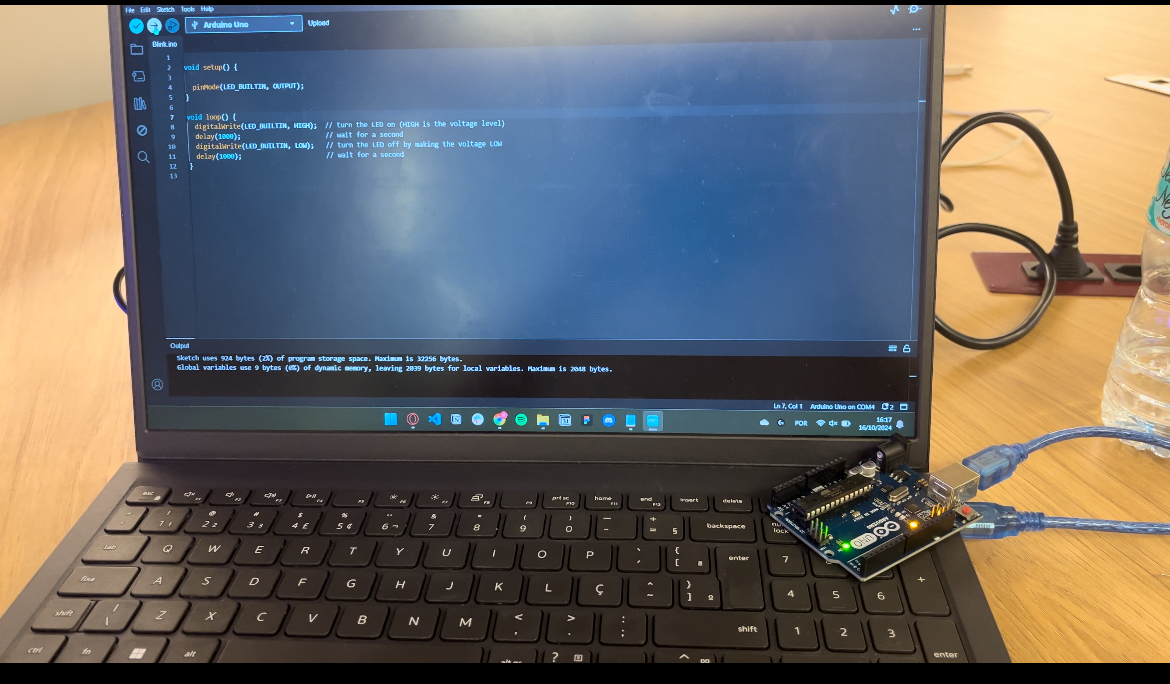 File Edit Sketch Tools Help
Arduino Uno Upload
Blink.ino
1
2 void setup() {
3
4 pinMode(LED_BUILTIN, OUTPUT);
5 }
6
7 void loop() {
8 digitalWrite(LED_BUILTIN, HIGH); // turn the LED on (HIGH is the voltage level)
9 delay(1000); // wait for a second
10 digitalWrite(LED_BUILTIN, LOW); // turn the LED off by making the voltage LOW
11 delay(1000); // wait for a second
12 }
13
Output
Sketch uses 924 bytes (2%) of program storage space. Maximum is 32256 bytes.
Global variables use 9 bytes (0%) of dynamic memory, leaving 2039 bytes for local variables. Maximum is 2048 bytes.
Ln 7, Col 1 Arduino Uno on COM4 2
POR 16:17
16/10/2024
esc F1 F2 F3 F4 F5 F6 F7 F8 F9 prt sc F10 home F11 end F12 insert delete
! 1 @ 2 # 3 $ 4 £ % 5 ¢ 6 ¬ & 7 * 8 ( 9 ) 0 — - + = § backspace
tab Q W E R T Y U I O P { [ ª enter 7
fixa A S D F G H J K L Ç ^ ~ } ] º 4 5 6 +
shift | \ Z X C V B N M < , > . : ; shift 1 2 3
ctrl fn alt alt gr ? enter
UNO
ARDUINO